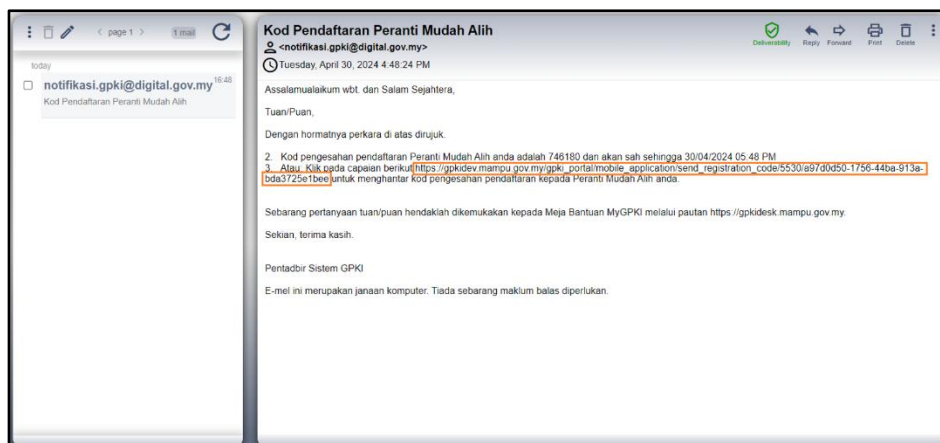 < page 1 >
1 mail
today
notifikasi.gpki@digital.gov.my
16:48
Kod Pendaftaran Peranti Mudah Alih
Kod Pendaftaran Peranti Mudah Alih
<notifikasi.gpki@digital.gov.my>
Tuesday, April 30, 2024 4:48:24 PM
Deliverability
Reply
Forward
Print
Delete
Assalamualaikum wbt. dan Salam Sejahtera,
Tuan/Puan,
Dengan hormatnya perkara di atas dirujuk.
2. Kod pengesahan pendaftaran Peranti Mudah Alih anda adalah 746180 dan akan sah sehingga 30/04/2024 05:48 PM
3. Atau. Klik pada capaian berikut https://gpkidev.mampu.gov.my/gpki_portal/mobile_application/send_registration_code/5530/a97d0d50-1756-44ba-913a-
bda3725e1bee untuk menghantar kod pengesahan pendaftaran kepada Peranti Mudah Alih anda.
Sebarang pertanyaan tuan/puan hendaklah dikemukakan kepada Meja Bantuan MyGPKI melalui pautan https://gpkidesk.mampu.gov.my.
Sekian, terima kasih.
Pentadbir Sistem GPKI
E-mel ini merupakan janaan komputer. Tiada sebarang maklum balas diperlukan.